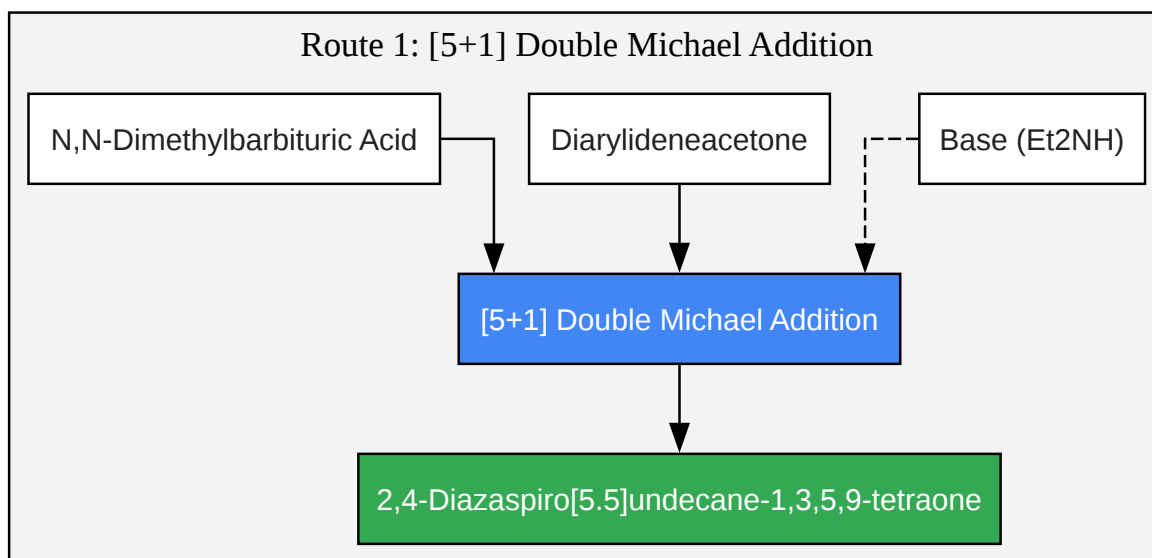 Route 1: [5+1] Double Michael Addition
N,N-Dimethylbarbituric Acid
Diarylideneacetone
Base (Et2NH)
[5+1] Double Michael Addition
2,4-Diazaspiro[5.5]undecane-1,3,5,9-tetraone